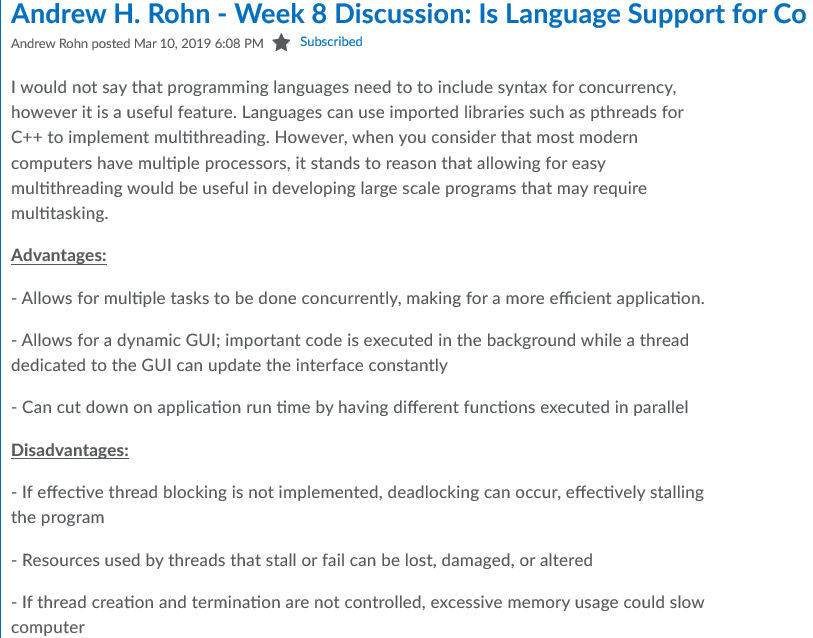 Andrew H. Rohn - Week 8 Discussion: Is Language Support for Co
Andrew Rohn posted Mar 10, 2019 6:08 PM ★ Subscribed
I would not say that programming languages need to to include syntax for concurrency,
however it is a useful feature. Languages can use imported libraries such as pthreads for
C++ to implement multithreading. However, when you consider that most modern
computers have multiple processors, it stands to reason that allowing for easy
multithreading would be useful in developing large scale programs that may require
multitasking.
Advantages:
- Allows for multiple tasks to be done concurrently, making for a more efficient application.
- Allows for a dynamic GUI; important code is executed in the background while a thread
dedicated to the GUI can update the interface constantly
- Can cut down on application run time by having different functions executed in parallel
Disadvantages:
- If effective thread blocking is not implemented, deadlocking can occur, effectively stalling
the program
- Resources used by threads that stall or fail can be lost, damaged, or altered
- If thread creation and termination are not controlled, excessive memory usage could slow
computer